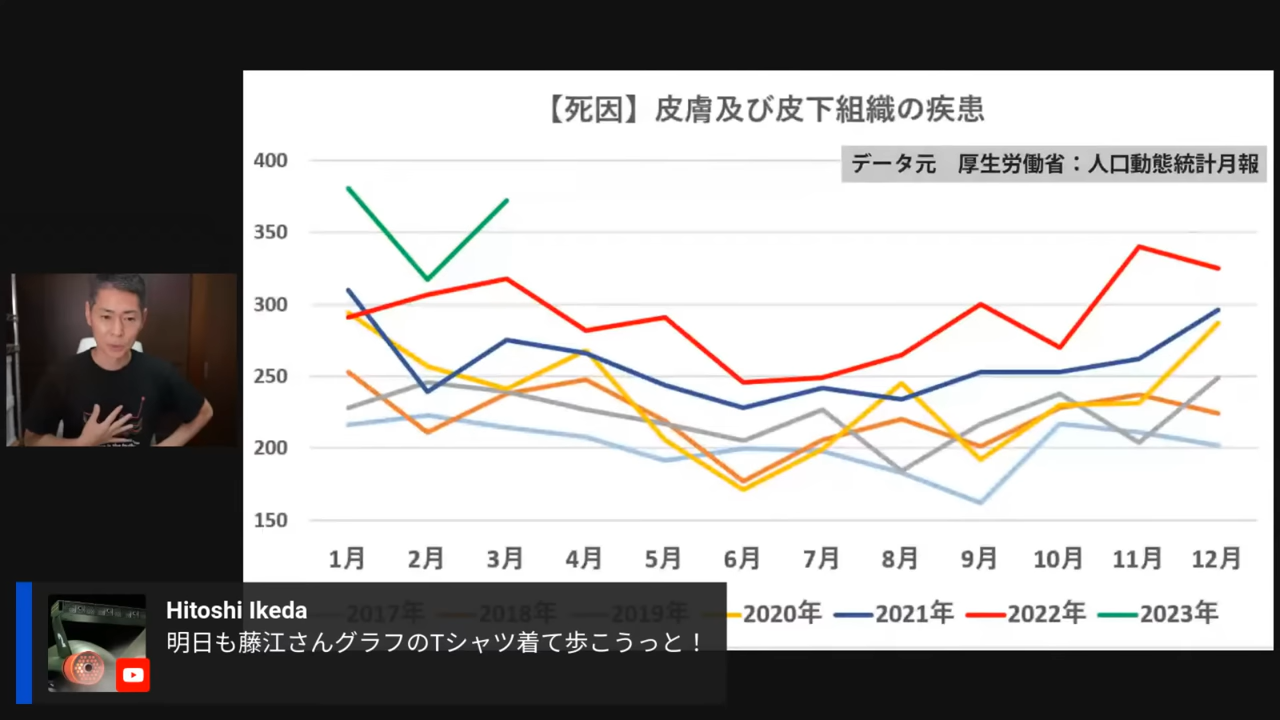 【死因】皮膚及び皮下組織の疾患
データ元　厚生労働省：人口動態統計月報
400
350
300
250
200
150
1月 2月 3月 4月 5月 6月 7月 8月 9月 10月 11月 12月
2017年 2018年 2019年 2020年 2021年 2022年 2023年
Hitoshi Ikeda
明日も藤江さんグラフのTシャツ着て歩こうっと！